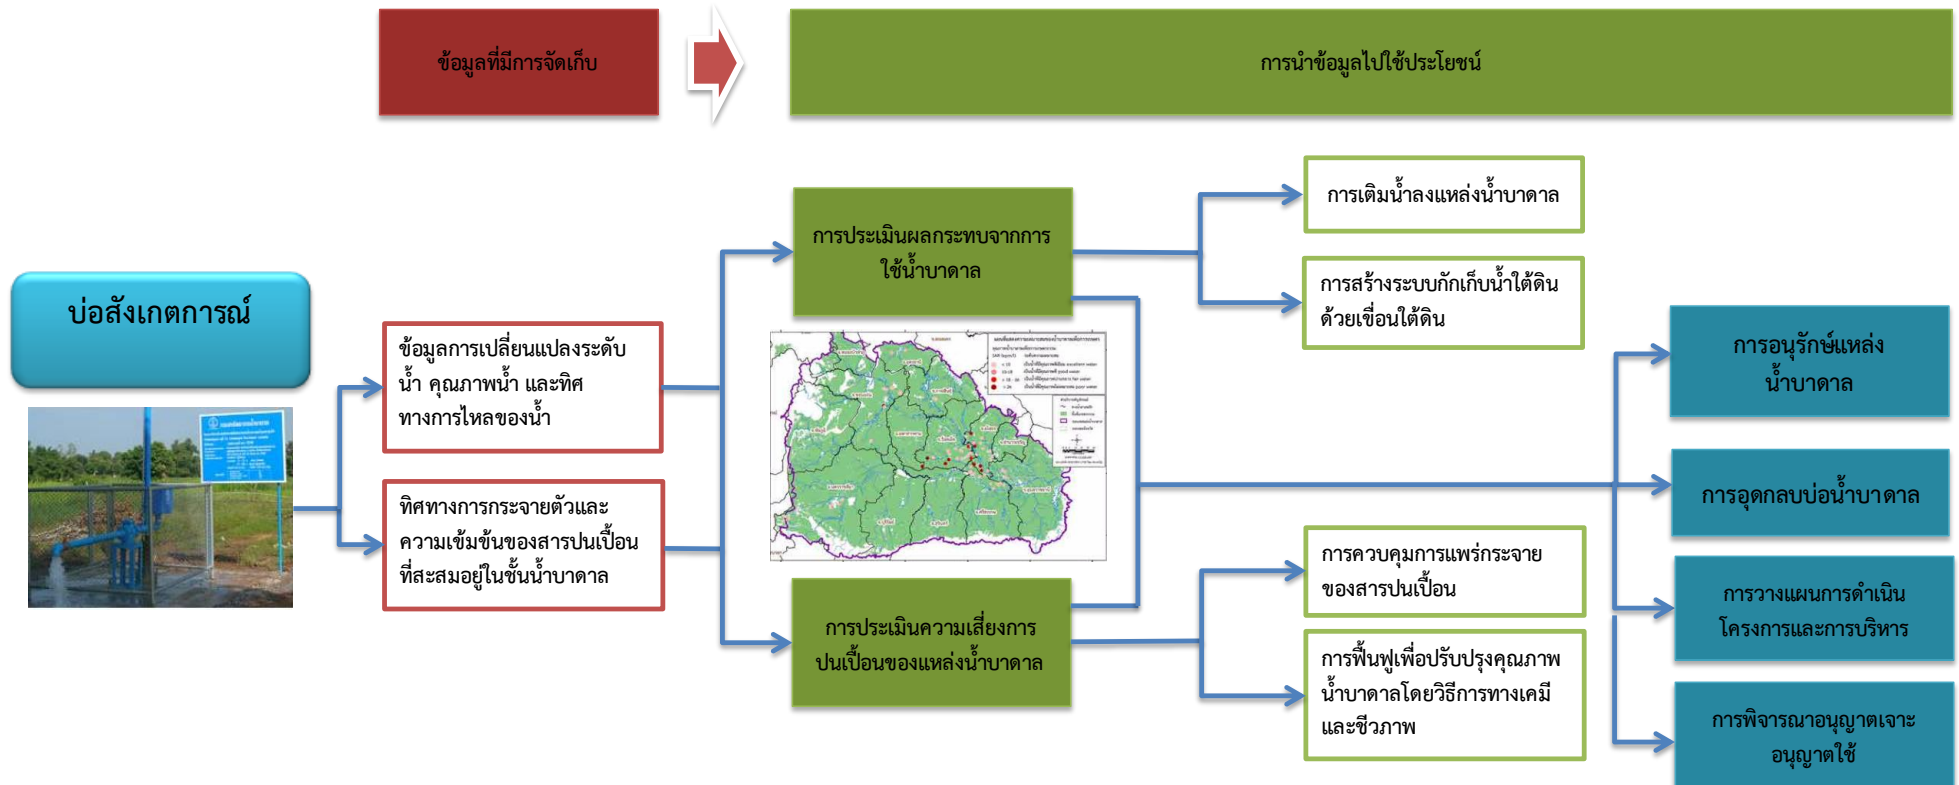 ข้อมูลที่มีการจัดเก็บ
การนำข้อมูลไปใช้ประโยชน์
บ่อสังเกตการณ์
ข้อมูลการเปลี่ยนแปลงระดับ
น้ำ คุณภาพน้ำ และทิศ
ทางการไหลของน้ำ
ทิศทางการกระจายตัวและ
ความเข้มข้นของสารปนเปื้อน
ที่สะสมอยู่ในชั้นน้ำบาดาล
การประเมินผลกระทบจากการ
ใช้น้ำบาดาล
การประเมินความเสี่ยงการ
ปนเปื้อนของแหล่งน้ำบาดาล
การเติมน้ำลงแหล่งน้ำบาดาล
การสร้างระบบกักเก็บน้ำใต้ดิน
ด้วยเขื่อนใต้ดิน
การควบคุมการแพร่กระจาย
ของสารปนเปื้อน
การฟื้นฟูเพื่อปรับปรุงคุณภาพ
น้ำบาดาลโดยวิธีการทางเคมี
และชีวภาพ
การอนุรักษ์แหล่ง
น้ำบาดาล
การอุดกลบบ่อน้ำบาดาล
การวางแผนการดำเนิน
โครงการและการบริหาร
การพิจารณาอนุญาตเจาะ
อนุญาตใช้